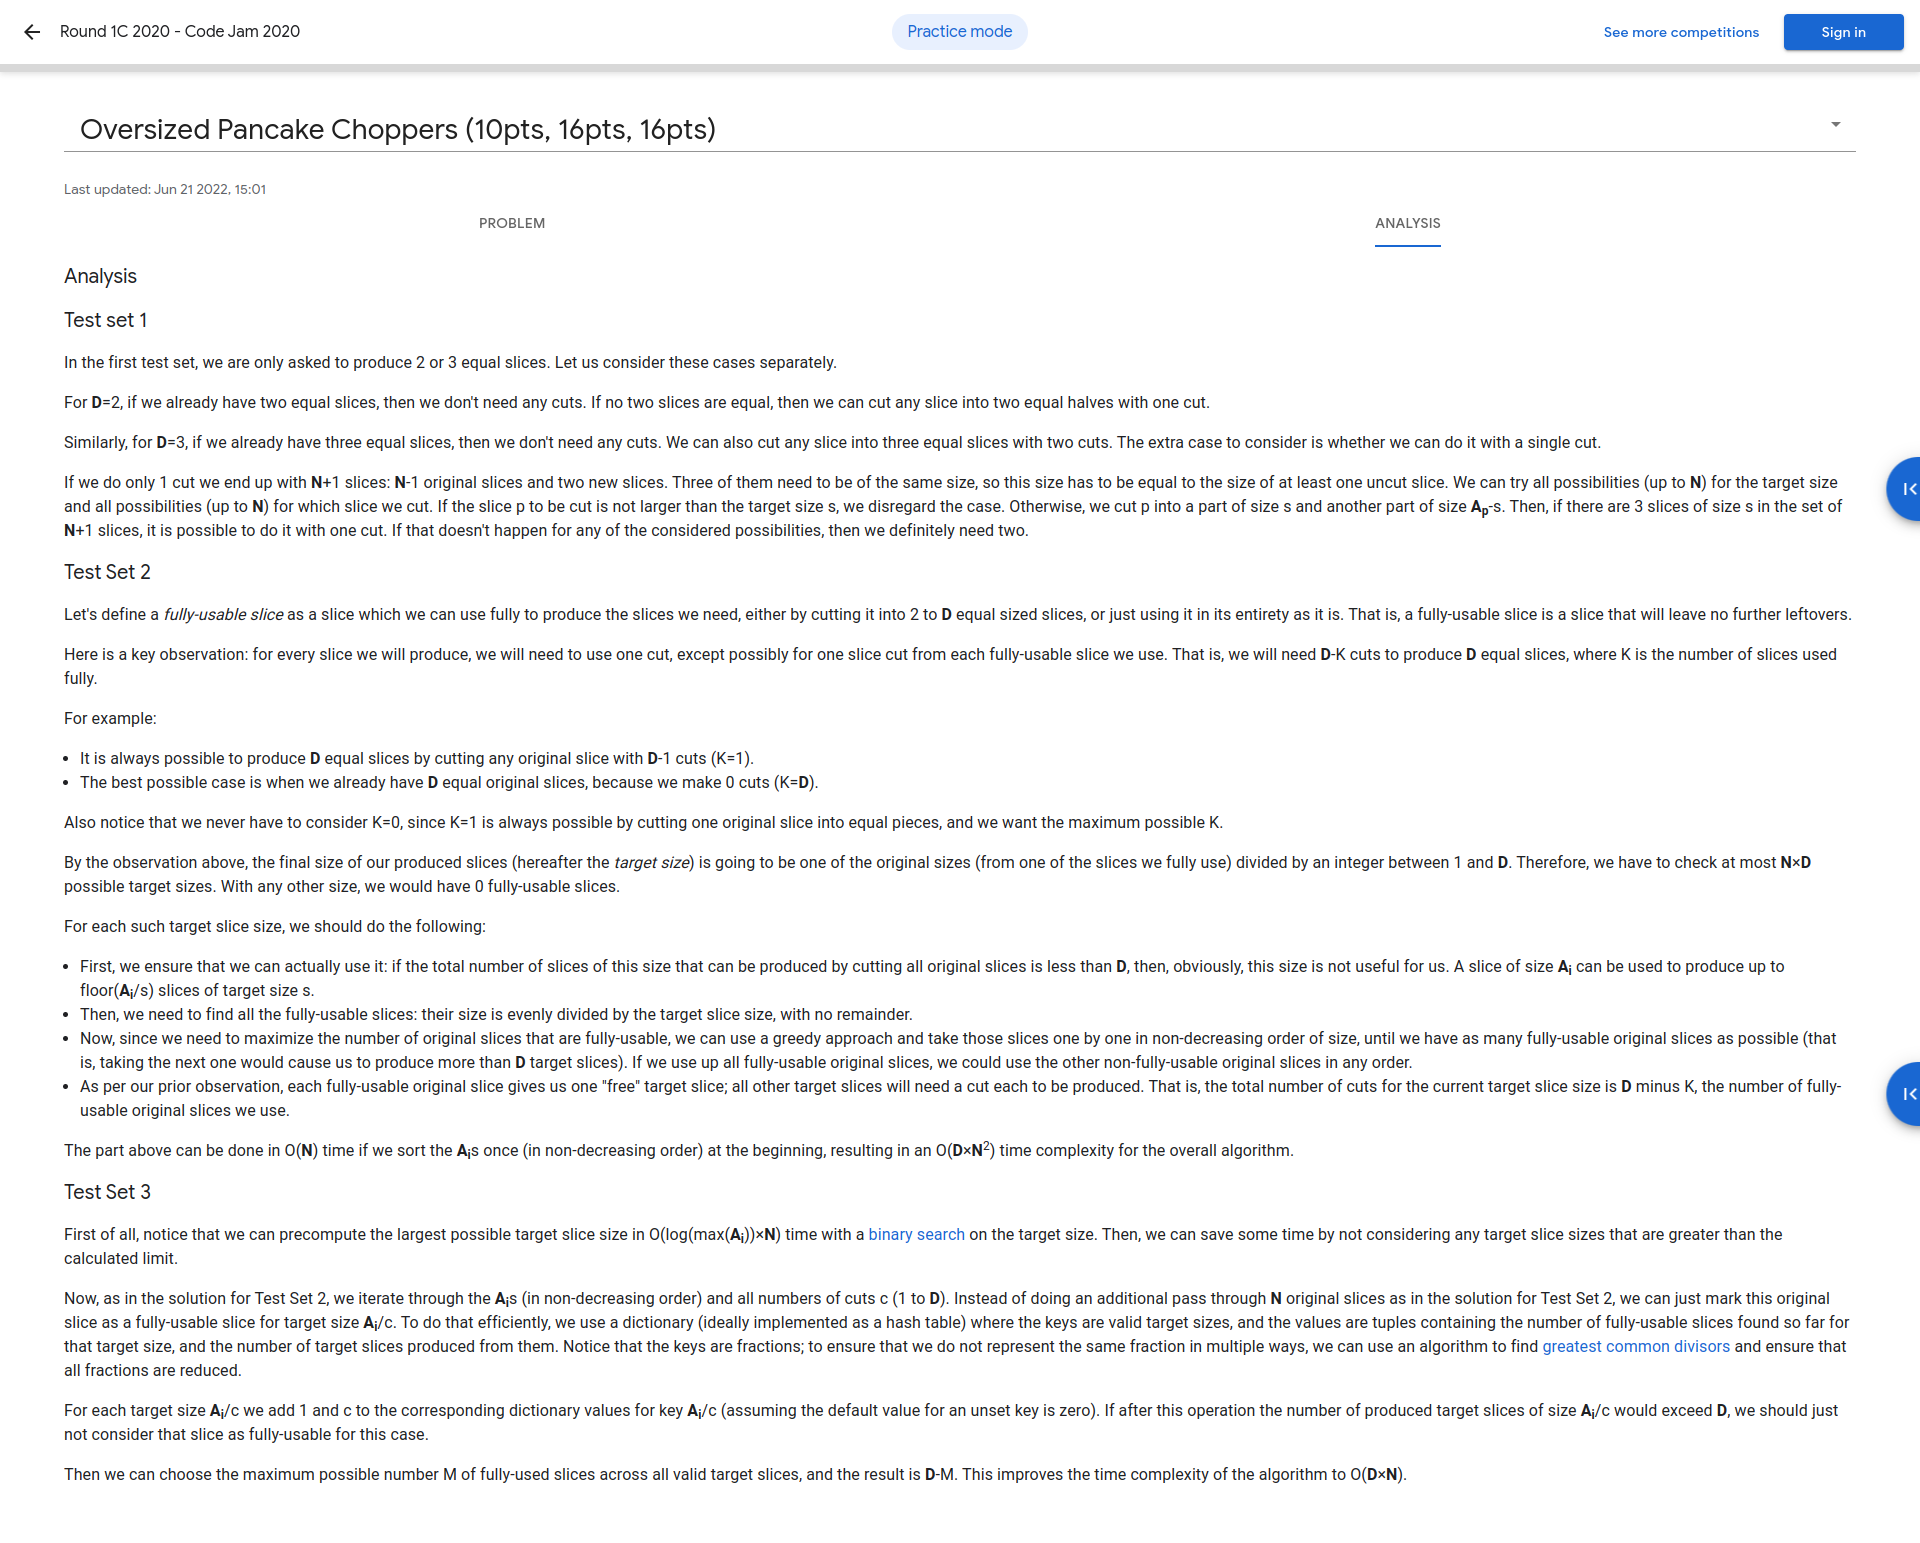 Round 1C 2020 - Code Jam 2020
Practice mode
See more competitions
Sign in
Oversized Pancake Choppers (10pts, 16pts, 16pts)
Last updated: Jun 21 2022, 15:01
PROBLEM
ANALYSIS
Analysis
Test set 1
In the first test set, we are only asked to produce 2 or 3 equal slices. Let us consider these cases separately.
For D=2, if we already have two equal slices, then we don't need any cuts. If no two slices are equal, then we can cut any slice into two equal halves with one cut.
Similarly, for D=3, if we already have three equal slices, then we don't need any cuts. We can also cut any slice into three equal slices with two cuts. The extra case to consider is whether we can do it with a single cut.
If we do only 1 cut we end up with N+1 slices: N-1 original slices and two new slices. Three of them need to be of the same size, so this size has to be equal to the size of at least one uncut slice. We can try all possibilities (up to N) for the target size
and all possibilities (up to N) for which slice we cut. If the slice p to be cut is not larger than the target size s, we disregard the case. Otherwise, we cut p into a part of size s and another part of size Ap-s. Then, if there are 3 slices of size s in the set of
N+1 slices, it is possible to do it with one cut. If that doesn't happen for any of the considered possibilities, then we definitely need two.
Test Set 2
Let's define a fully-usable slice as a slice which we can use fully to produce the slices we need, either by cutting it into 2 to D equal sized slices, or just using it in its entirety as it is. That is, a fully-usable slice is a slice that will leave no further leftovers.
Here is a key observation: for every slice we will produce, we will need to use one cut, except possibly for one slice cut from each fully-usable slice we use. That is, we will need D-K cuts to produce D equal slices, where K is the number of slices used
fully.
For example:
• It is always possible to produce D equal slices by cutting any original slice with D-1 cuts (K=1).
• The best possible case is when we already have D equal original slices, because we make 0 cuts (K=D).
Also notice that we never have to consider K=0, since K=1 is always possible by cutting one original slice into equal pieces, and we want the maximum possible K.
By the observation above, the final size of our produced slices (hereafter the target size) is going to be one of the original sizes (from one of the slices we fully use) divided by an integer between 1 and D. Therefore, we have to check at most N×D
possible target sizes. With any other size, we would have 0 fully-usable slices.
For each such target slice size, we should do the following:
• First, we ensure that we can actually use it: if the total number of slices of this size that can be produced by cutting all original slices is less than D, then, obviously, this size is not useful for us. A slice of size Ai can be used to produce up to
floor(Ai/s) slices of target size s.
• Then, we need to find all the fully-usable slices: their size is evenly divided by the target slice size, with no remainder.
• Now, since we need to maximize the number of original slices that are fully-usable, we can use a greedy approach and take those slices one by one in non-decreasing order of size, until we have as many fully-usable original slices as possible (that
is, taking the next one would cause us to produce more than D target slices). If we use up all fully-usable original slices, we could use the other non-fully-usable original slices in any order.
• As per our prior observation, each fully-usable original slice gives us one "free" target slice; all other target slices will need a cut each to be produced. That is, the total number of cuts for the current target slice size is D minus K, the number of fully-
usable original slices we use.
The part above can be done in O(N) time if we sort the Ais once (in non-decreasing order) at the beginning, resulting in an O(D×N2) time complexity for the overall algorithm.
Test Set 3
First of all, notice that we can precompute the largest possible target slice size in O(log(max(Ai))×N) time with a binary search on the target size. Then, we can save some time by not considering any target slice sizes that are greater than the
calculated limit.
Now, as in the solution for Test Set 2, we iterate through the Ais (in non-decreasing order) and all numbers of cuts c (1 to D). Instead of doing an additional pass through N original slices as in the solution for Test Set 2, we can just mark this original
slice as a fully-usable slice for target size Ai/c. To do that efficiently, we use a dictionary (ideally implemented as a hash table) where the keys are valid target sizes, and the values are tuples containing the number of fully-usable slices found so far for
that target size, and the number of target slices produced from them. Notice that the keys are fractions; to ensure that we do not represent the same fraction in multiple ways, we can use an algorithm to find greatest common divisors and ensure that
all fractions are reduced.
For each target size Ai/c we add 1 and c to the corresponding dictionary values for key Ai/c (assuming the default value for an unset key is zero). If after this operation the number of produced target slices of size Ai/c would exceed D, we should just
not consider that slice as fully-usable for this case.
Then we can choose the maximum possible number M of fully-used slices across all valid target slices, and the result is D-M. This improves the time complexity of the algorithm to O(D×N).